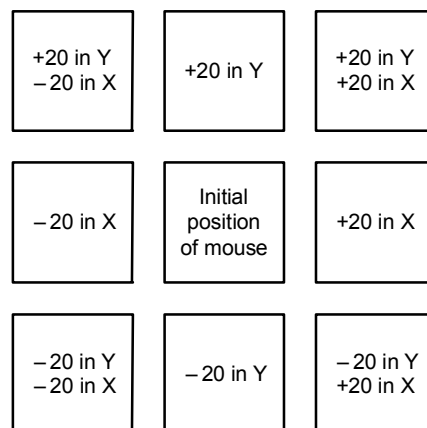 +20 in Y
– 20 in X
+20 in Y
+20 in Y
+20 in X
– 20 in X
Initial
position
of mouse
+20 in X
– 20 in Y
– 20 in X
– 20 in Y
– 20 in Y
+20 in X